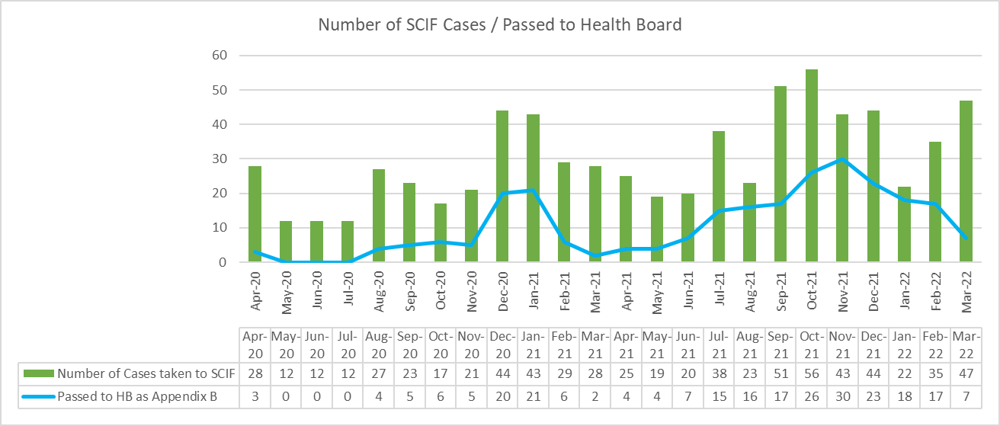 Number of SCIF Cases / Passed to Health Board
60
50
40
30
20
10
0
Apr-20 May-20 Jun-20 Jul-20 Aug-20 Sep-20 Oct-20 Nov-20 Dec-20 Jan-21 Feb-21 Mar-21 Apr-21 May-21 Jun-21 Jul-21 Aug-21 Sep-21 Oct-21 Nov-21 Dec-21 Jan-22 Feb-22 Mar-22
Apr- May- Jun- Jul- Aug- Sep- Oct- Nov- Dec- Jan- Feb- Mar- Apr- May- Jun- Jul- Aug- Sep- Oct- Nov- Dec- Jan- Feb- Mar-
20 20 20 20 20 20 20 20 20 21 21 21 21 21 21 21 21 21 21 21 21 22 22 22
Number of Cases taken to SCIF 28 12 12 12 27 23 17 21 44 43 29 28 25 19 20 38 23 51 56 43 44 22 35 47
Passed to HB as Appendix B 3 0 0 0 4 5 6 5 20 21 6 2 4 4 7 15 16 17 26 30 23 18 17 7